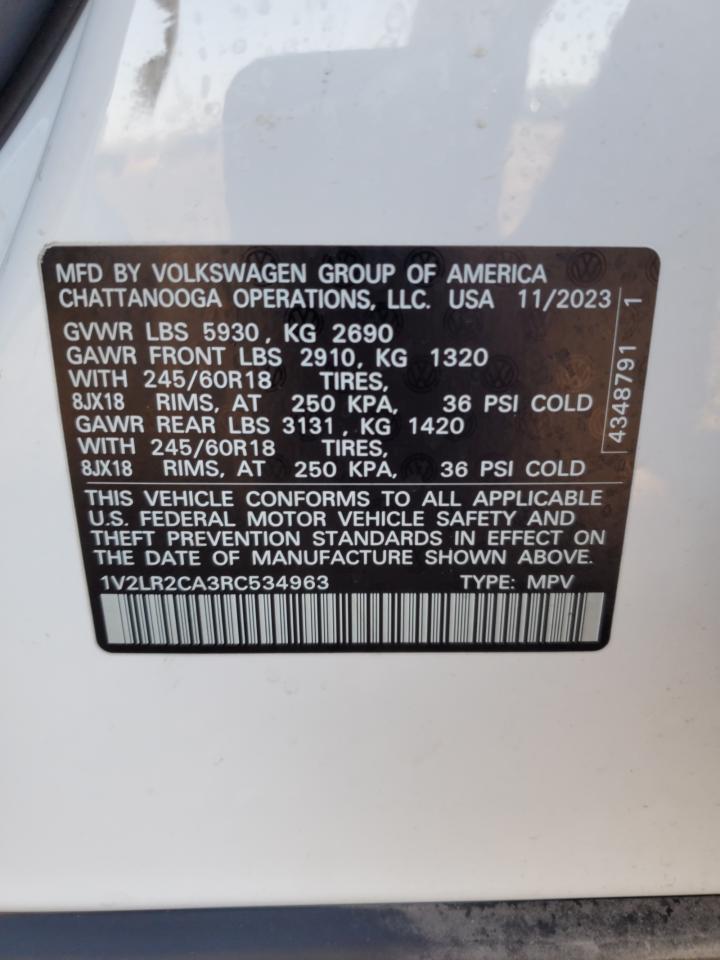 MFD BY VOLKSWAGEN GROUP OF AMERICA
CHATTANOOGA OPERATIONS, LLC. USA 11/2023
GVWR LBS 5930, KG 2690
GAWR FRONT LBS 2910, KG 1320
WITH 245/60R18 TIRES,
8JX18 RIMS, AT 250 KPA, 36 PSI COLD
GAWR REAR LBS 3131, KG 1420
WITH 245/60R18 TIRES,
8JX18 RIMS, AT 250 KPA, 36 PSI COLD
4348791 1
THIS VEHICLE CONFORMS TO ALL APPLICABLE
U.S. FEDERAL MOTOR VEHICLE SAFETY AND
THEFT PREVENTION STANDARDS IN EFFECT ON
THE DATE OF MANUFACTURE SHOWN ABOVE.
1V2LR2CA3RC534963 TYPE: MPV